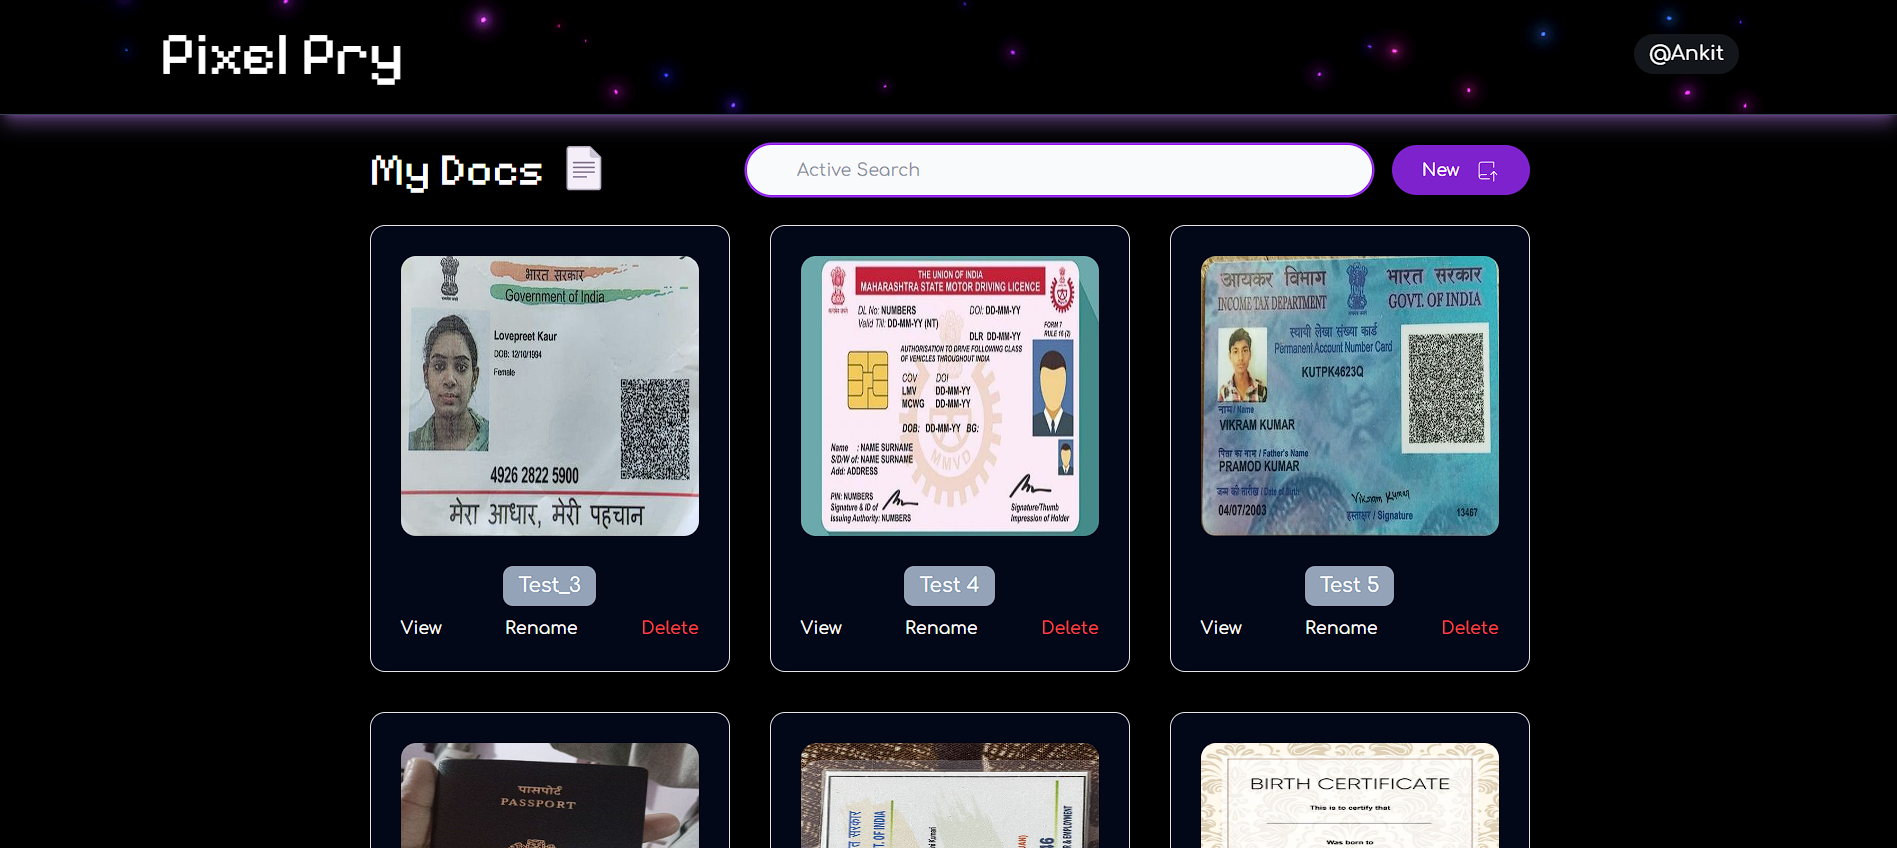 Pixel Pry
@Ankit
My Docs
Active Search
New
भारत सरकार
Government of India
Lovepreet Kaur
DOB: 12/10/1994
Female
4926 2822 5900
मेरा आधार, मेरी पहचान
Test_3
View Rename Delete
THE UNION OF INDIA
MAHARASHTRA STATE MOTOR DRIVING LICENCE
DL No: NUMBERS DOI: DD-MM-YY
Valid Till: DD-MM-YY (NT)
FORM 7
RULE 16 (2)
DLR DD-MM-YY
AUTHORISATION TO DRIVE FOLLOWING CLASS
OF VEHICLES THROUGHOUT INDIA
COV DOI
LMV DD-MM-YY
MCWG DD-MM-YY
DOB: DD-MM-YY BG:
MMVD
Name : NAME SURNAME
S/D/W of: NAME SURNAME
Add: ADDRESS
PIN: NUMBERS
Signature & ID of
Issuing Authority: NUMBERS
Signature/Thumb
Impression of Holder
Test 4
View Rename Delete
आयकर विभाग
INCOME TAX DEPARTMENT
भारत सरकार
GOVT. OF INDIA
स्थायी लेखा संख्या कार्ड
Permanent Account Number Card
KUTPK4623Q
नाम / Name
VIKRAM KUMAR
पिता का नाम / Father's Name
PRAMOD KUMAR
जन्म की तारीख / Date of Birth
04/07/2003
Vikram Kumar
हस्ताक्षर / Signature
13467
Test 5
View Rename Delete
पासपोर्ट
PASSPORT
सरकार
T. OF INDIA
Kumari
& EMPLOYMENT
BIRTH CERTIFICATE
This is to certify that
Was born to